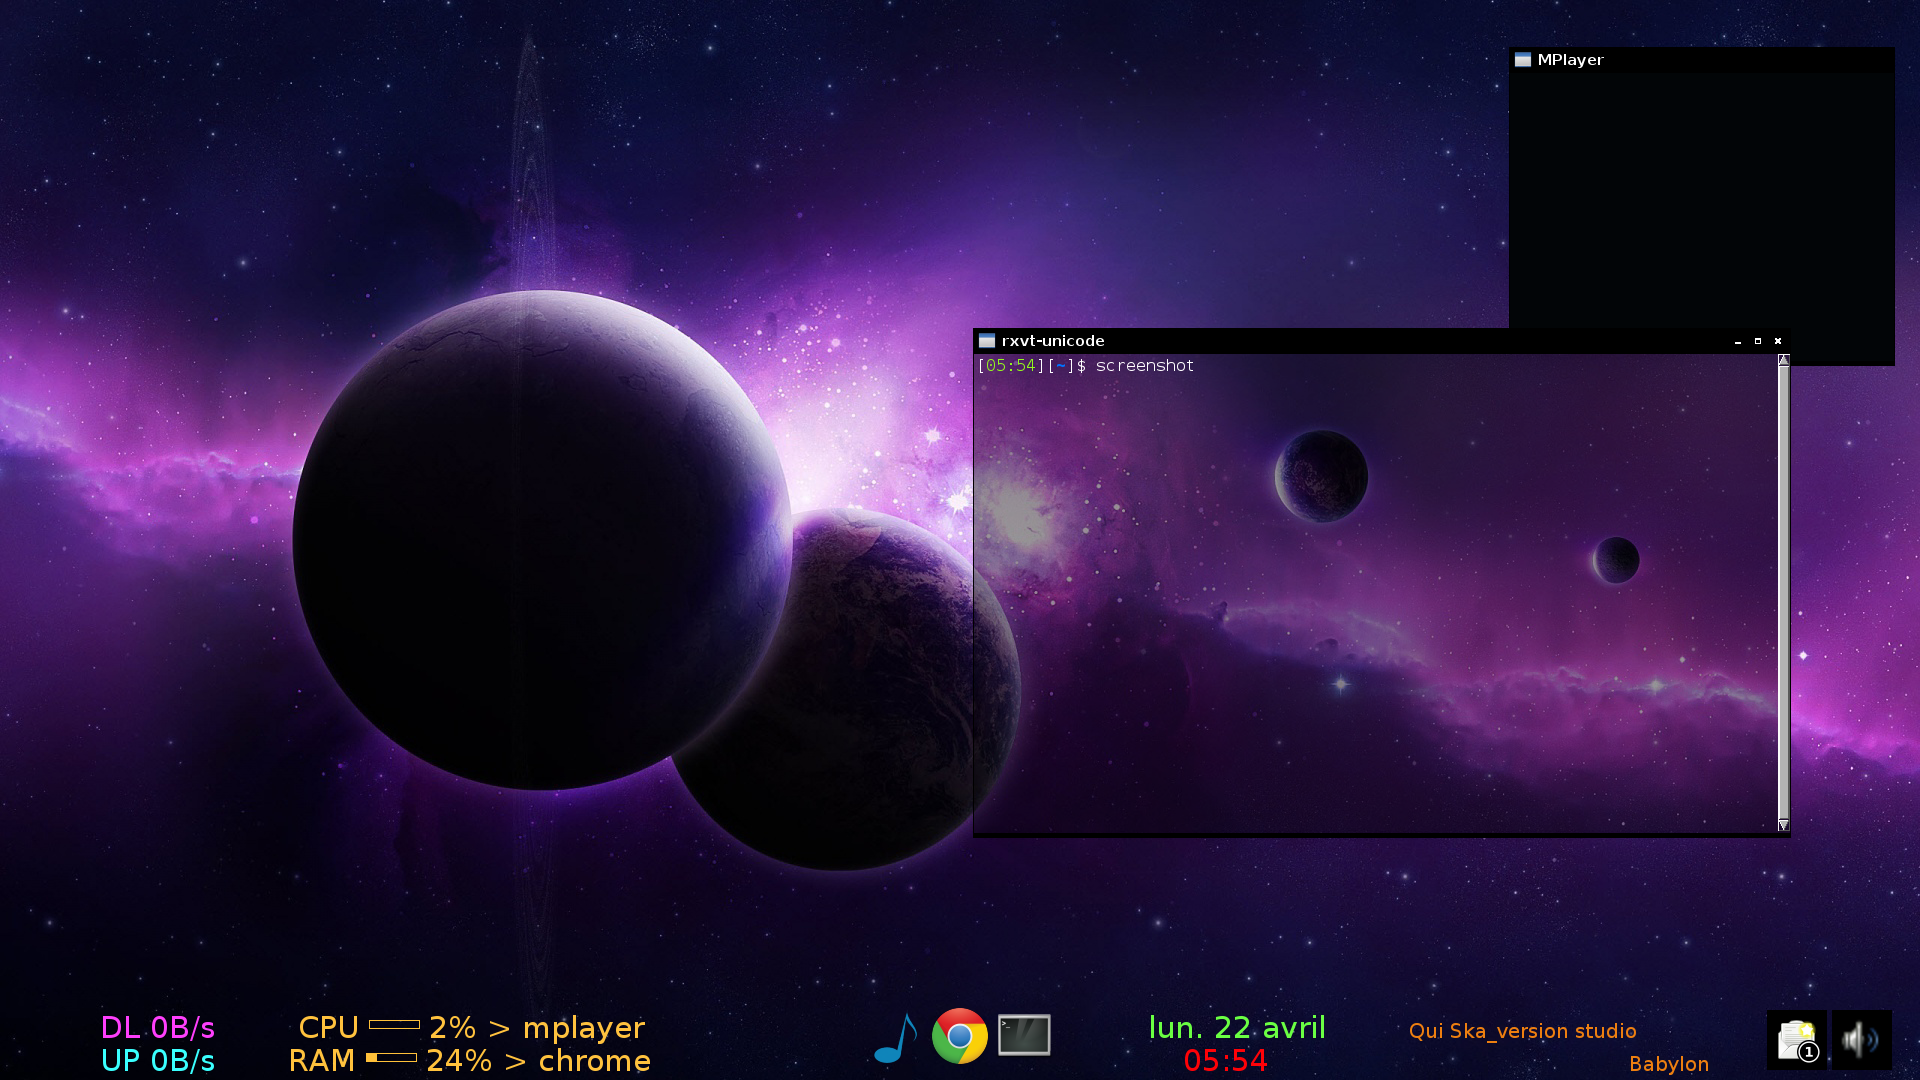 MPlayer
rxvt-unicode
[05:54][~]$ screenshot
DL 0B/s
UP 0B/s
CPU 2% > mplayer
RAM 24% > chrome
>_
lun. 22 avril
05:54
Qui Ska_version studio
Babylon
1